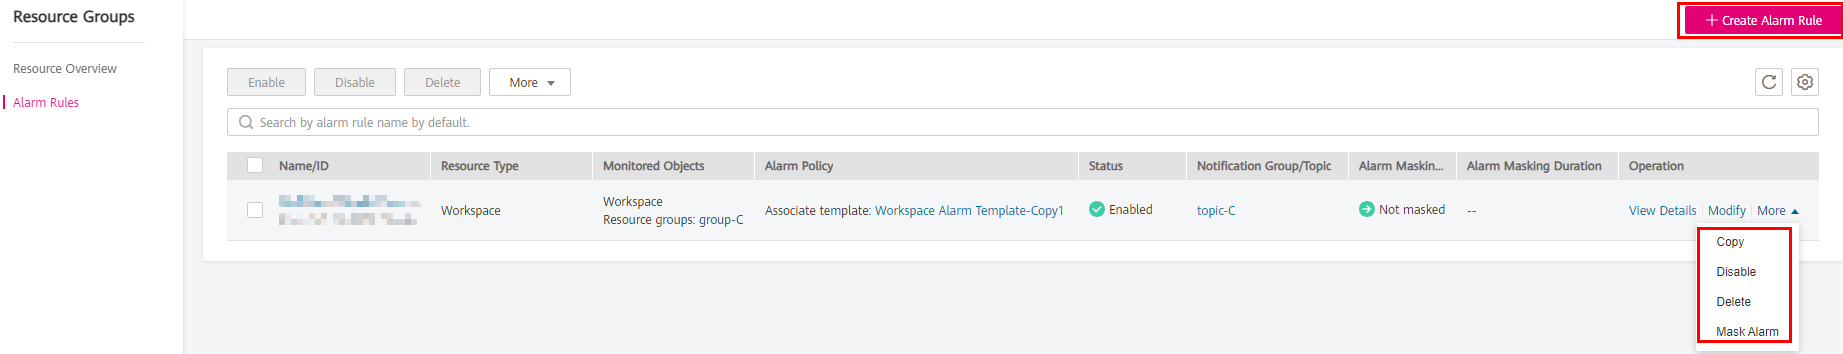 Resource Groups
+ Create Alarm Rule
Resource Overview
Alarm Rules
Enable Disable Delete More
Search by alarm rule name by default.
Name/ID Resource Type Monitored Objects Alarm Policy Status Notification Group/Topic Alarm Maskin... Alarm Masking Duration Operation
Workspace
Workspace Associate template: Workspace Alarm Template-Copy1 Enabled topic-C Not masked -- View Details Modify More
Resource groups: group-C
Copy
Disable
Delete
Mask Alarm